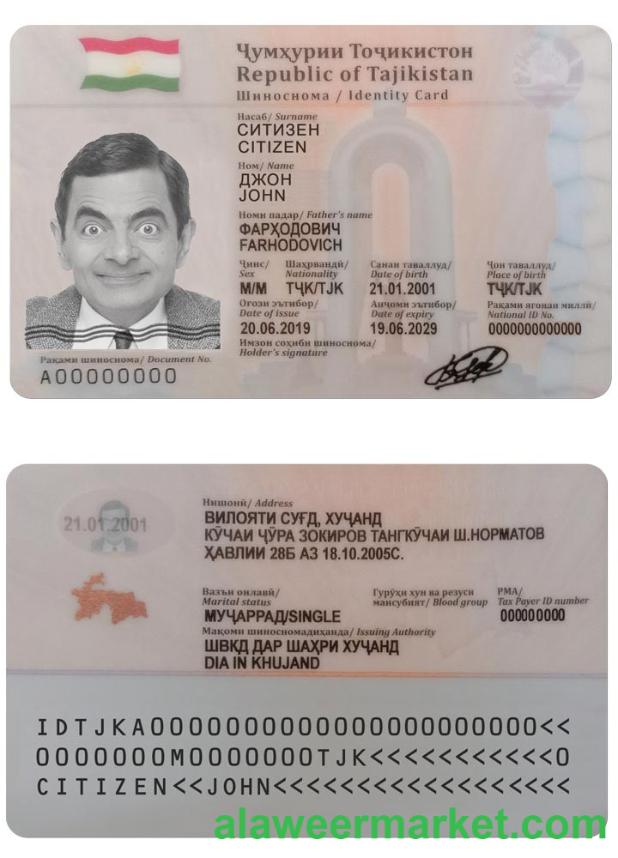 Ҷумҳурии Тоҷикистон
Republic of Tajikistan
Шиноснома / Identity Card
Насаб/ Surname
СИТИЗЕН
CITIZEN
Ном/ Name
ДЖОН
JOHN
Номи падар/ Father's name
ФАРҲОДОВИЧ
FARHODOVICH
Ҷинс/ Шаҳрвандӣ/ Санаи таваллуд/ Ҷои таваллуд/
Sex Nationality Date of birth Place of birth
M/M ТҶК/TJK 21.01.2001 ТҶК/TJK
Оғози эътибор/ Анҷоми эътибор/ Рақами ягонаи миллӣ/
Date of issue Date of expiry National ID No.
20.06.2019 19.06.2029 0000000000000
Имзои соҳиби шиноснома/
Holder's signature
Рақами шиноснома/ Document No.
A00000000
21.01.2001
Нишонӣ/ Address
ВИЛОЯТИ СУҒД, ХУҶАНД
КӮЧАИ ҶӮРА ЗОКИРОВ ТАНГКӮЧАИ Ш.НОРМАТОВ
ҲАВЛИИ 28Б АЗ 18.10.2005С.
Вазъи оилавӣ/ Гурӯҳи хун ва резуси РМА/
Marital status мансубият/ Blood group Tax Payer ID number
МУҶАРРАД/SINGLE 000000000
Мақоми шиносномадиҳанда/ Issuing Authority
ШВКД ДАР ШАҲРИ ХУҶАНД
DIA IN KHUJAND
IDTJKA000000000000000000000<<
0000000M0000000TJK<<<<<<<<<<<0
CITIZEN<<JOHN<<<<<<<<<<<<<<<<<
alaweermarket.com